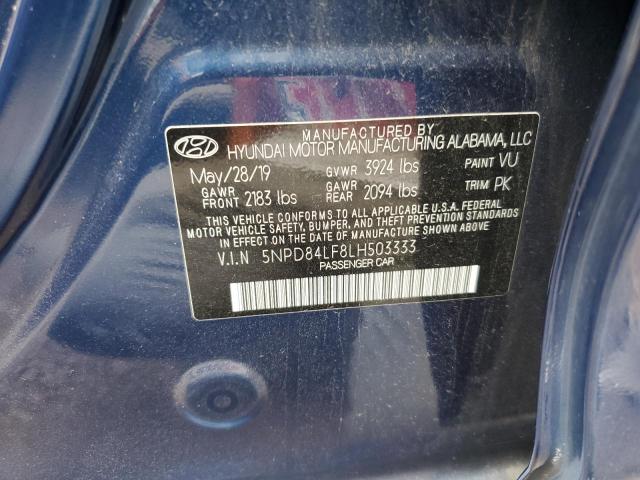 MANUFACTURED BY
HYUNDAI MOTOR MANUFACTURING ALABAMA, LLC
May/28/19 GVWR 3924 lbs PAINT VU
GAWR FRONT 2183 lbs GAWR REAR 2094 lbs TRIM PK
THIS VEHICLE CONFORMS TO ALL APPLICABLE U.S.A. FEDERAL
MOTOR VEHICLE SAFETY, BUMPER, AND THEFT PREVENTION STANDARDS
IN EFFECT ON THE DATE OF MANUFACTURE SHOWN ABOVE.
V.I.N 5NPD84LF8LH503333
PASSENGER CAR